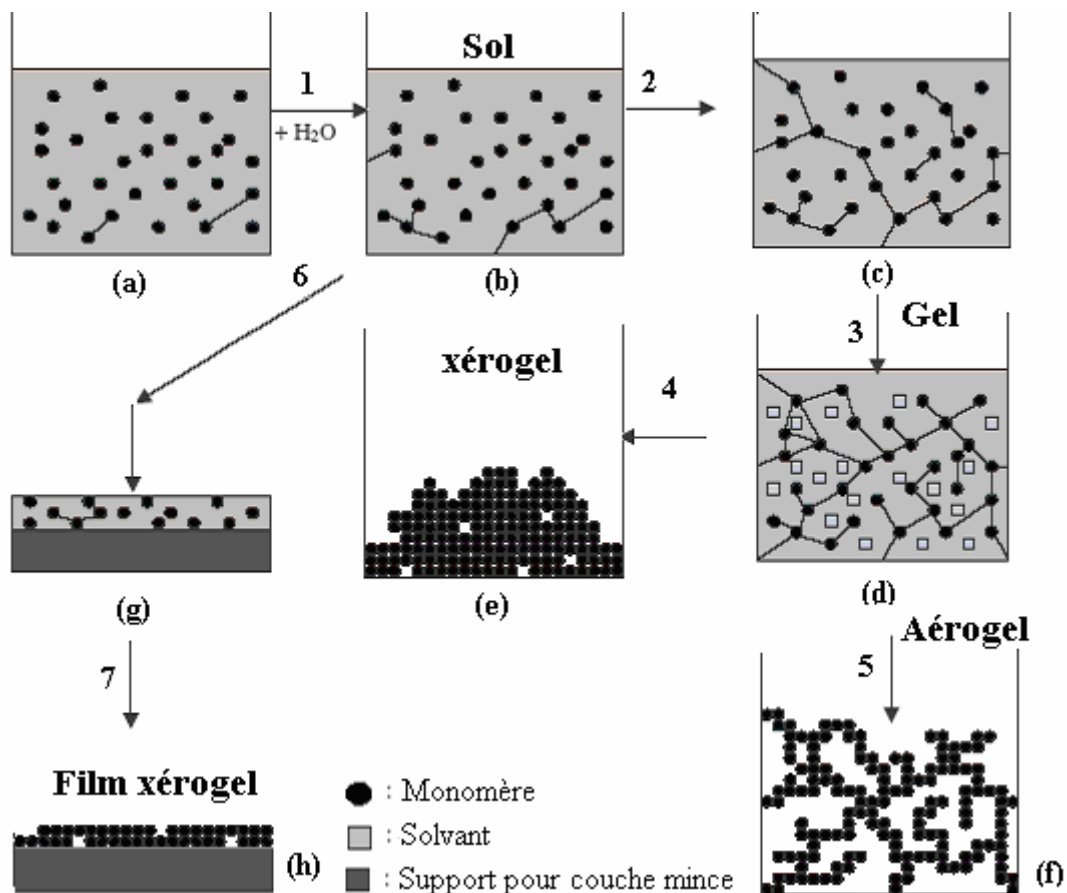 Sol
1
+ H₂O
2
(a)
(b)
(c)
6
3
Gel
xérogel
4
(g)
(e)
(d)
Aérogel
7
5
Film xérogel
(h)
: Monomère
: Solvant
: Support pour couche mince
(f)